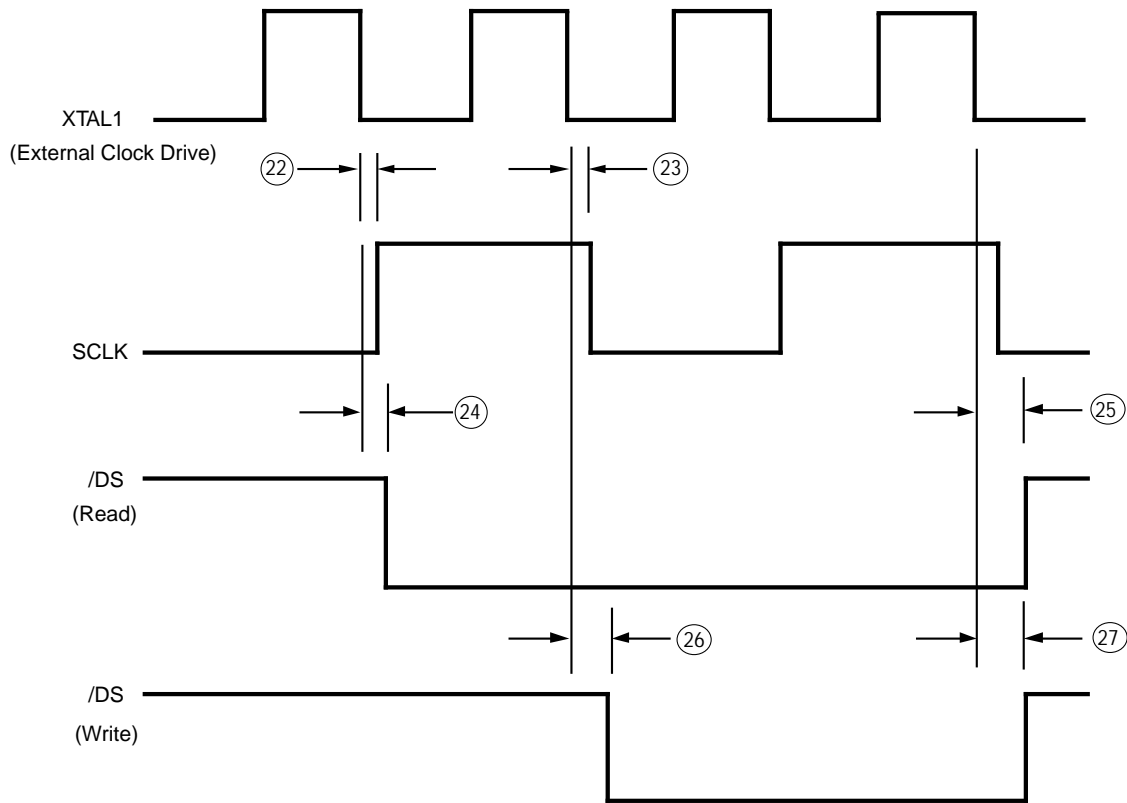 XTAL1
(External Clock Drive)
22
23
SCLK
24
25
/DS
(Read)
26
27
/DS
(Write)